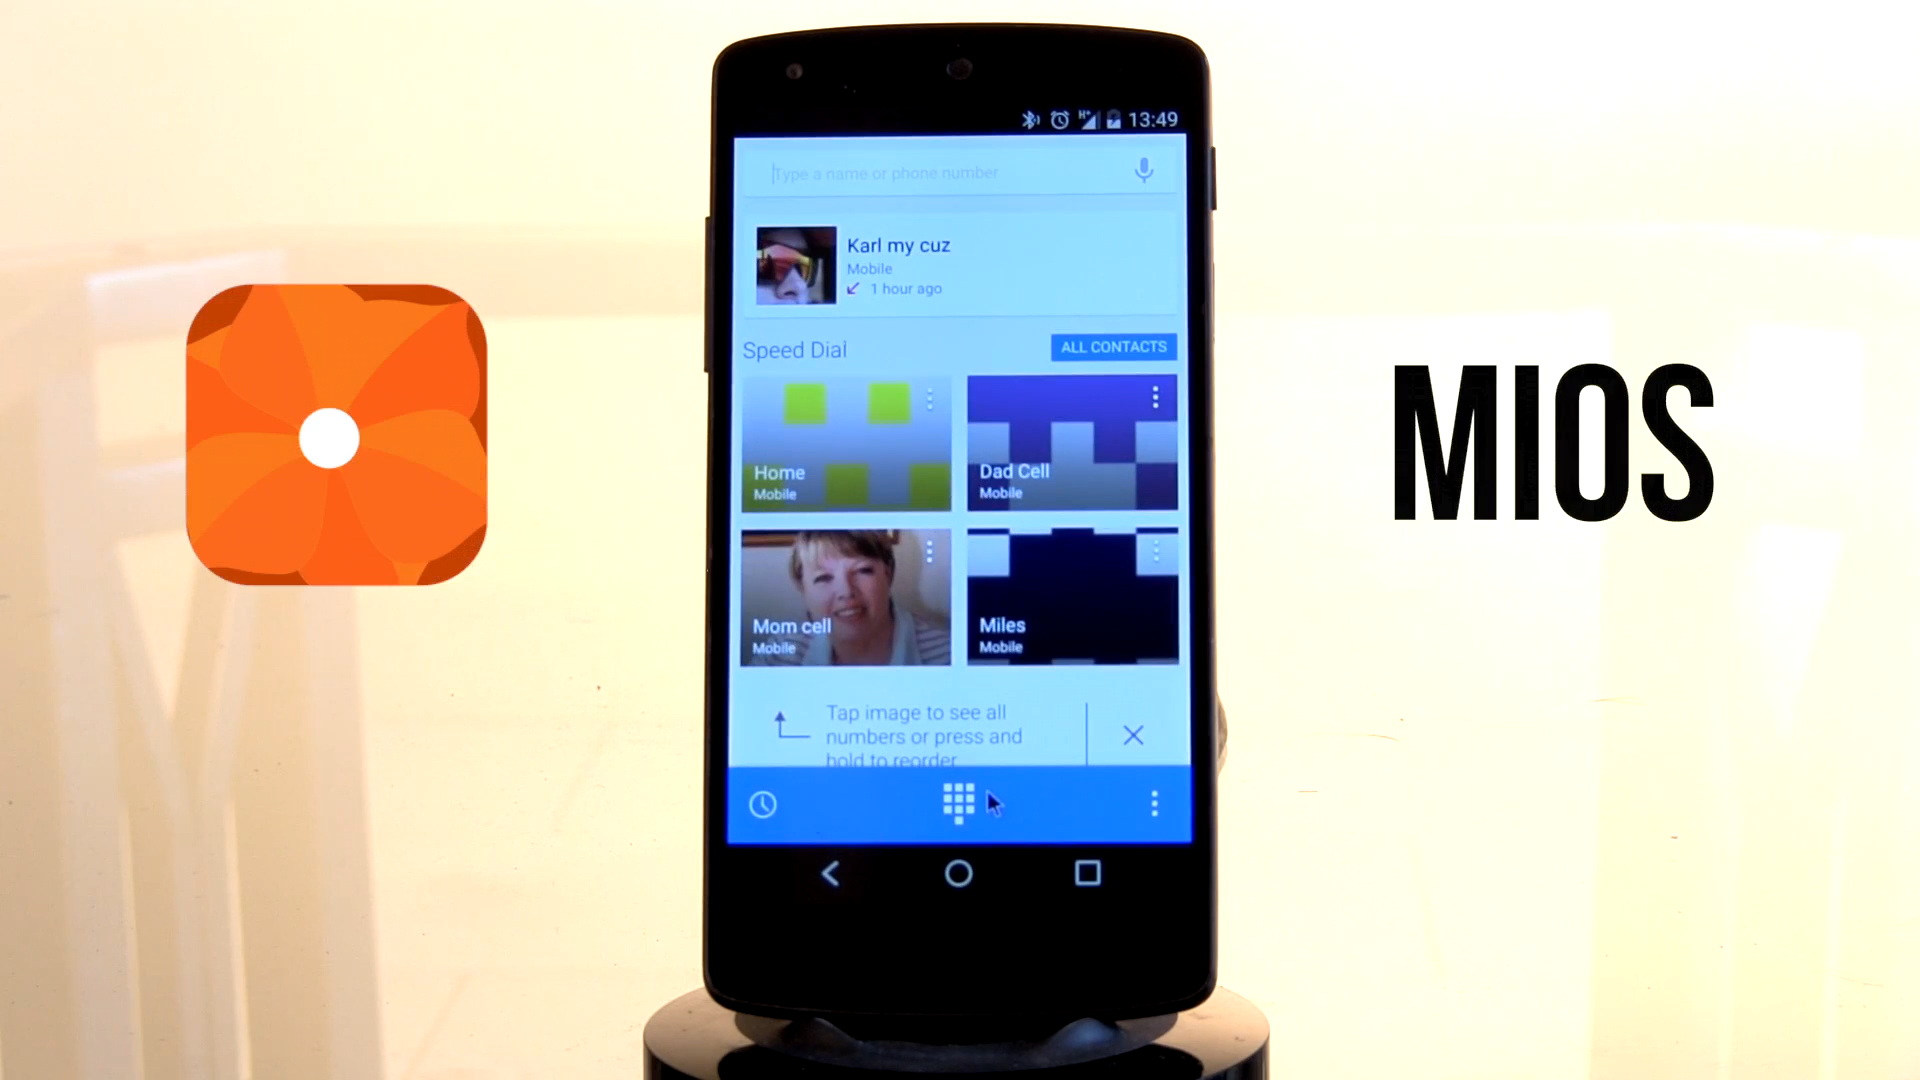 H+ 13:49
Type a name or phone number
Karl my cuz
Mobile
1 hour ago
Speed Dial
ALL CONTACTS
Home
Mobile
Dad Cell
Mobile
Mom cell
Mobile
Miles
Mobile
Tap image to see all
numbers or press and
hold to reorder
MIOS